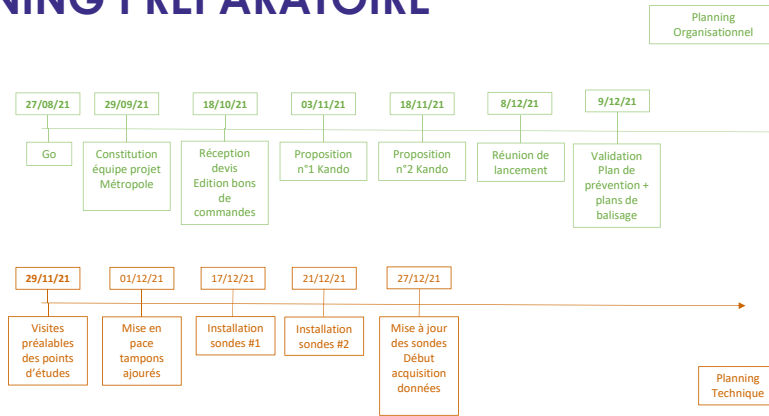 NING PRÉPARATOIRE
Planning
Organisationnel
27/08/21
29/09/21
18/10/21
03/11/21
18/11/21
8/12/21
9/12/21
Go
Constitution
équipe projet
Métropole
Réception
devis
Edition bons
de
commandes
Proposition
n°1 Kando
Proposition
n°2 Kando
Réunion de
lancement
Validation
Plan de
prévention +
plans de
balisage
29/11/21
01/12/21
17/12/21
21/12/21
27/12/21
Visites
préalables
des points
d'études
Mise en
pace
tampons
ajourés
Installation
sondes #1
Installation
sondes #2
Mise à jour
des sondes
Début
acquisition
données
Planning
Technique